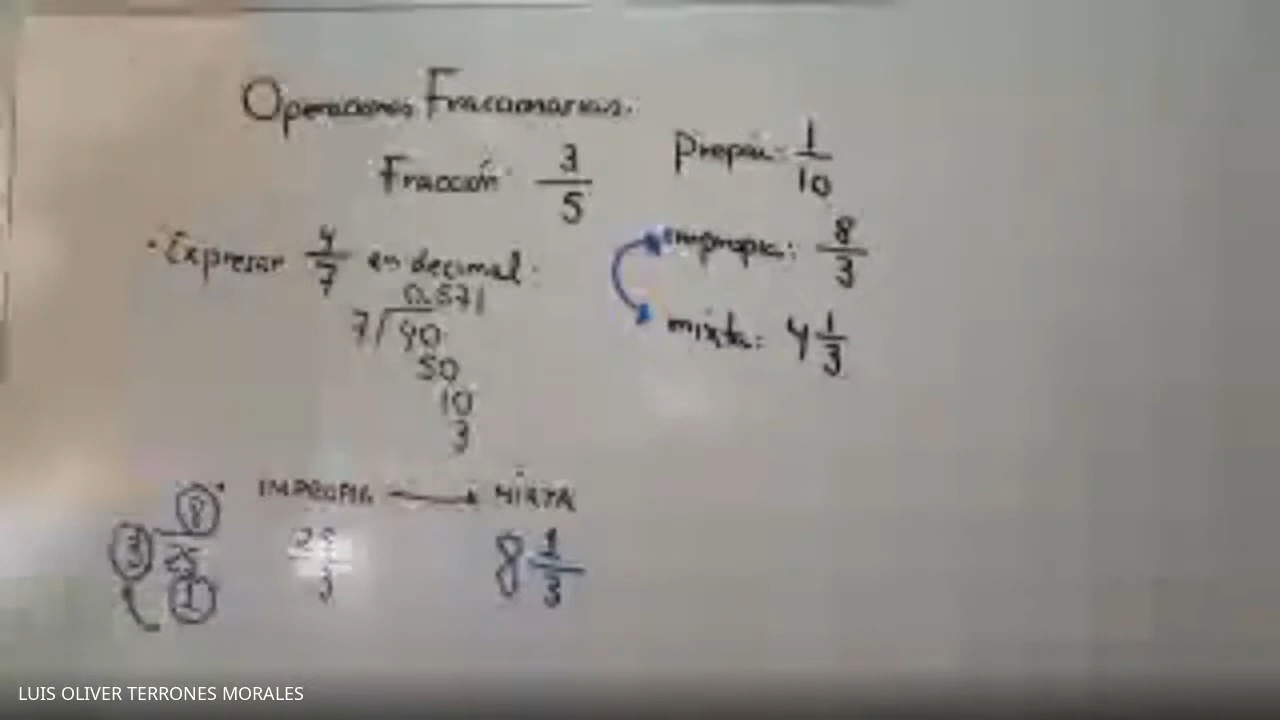 Operaciones Fraccionarias.
Fracción: 3/5
Propia: 1/10
Impropia: 8/3
mixta: 4 1/3
• Expresar 4/7 en decimal:
0.571
7/40
50
10
3
IMPROPIA → MIXTA
8
3 25
1
25/3
8 1/3
LUIS OLIVER TERRONES MORALES